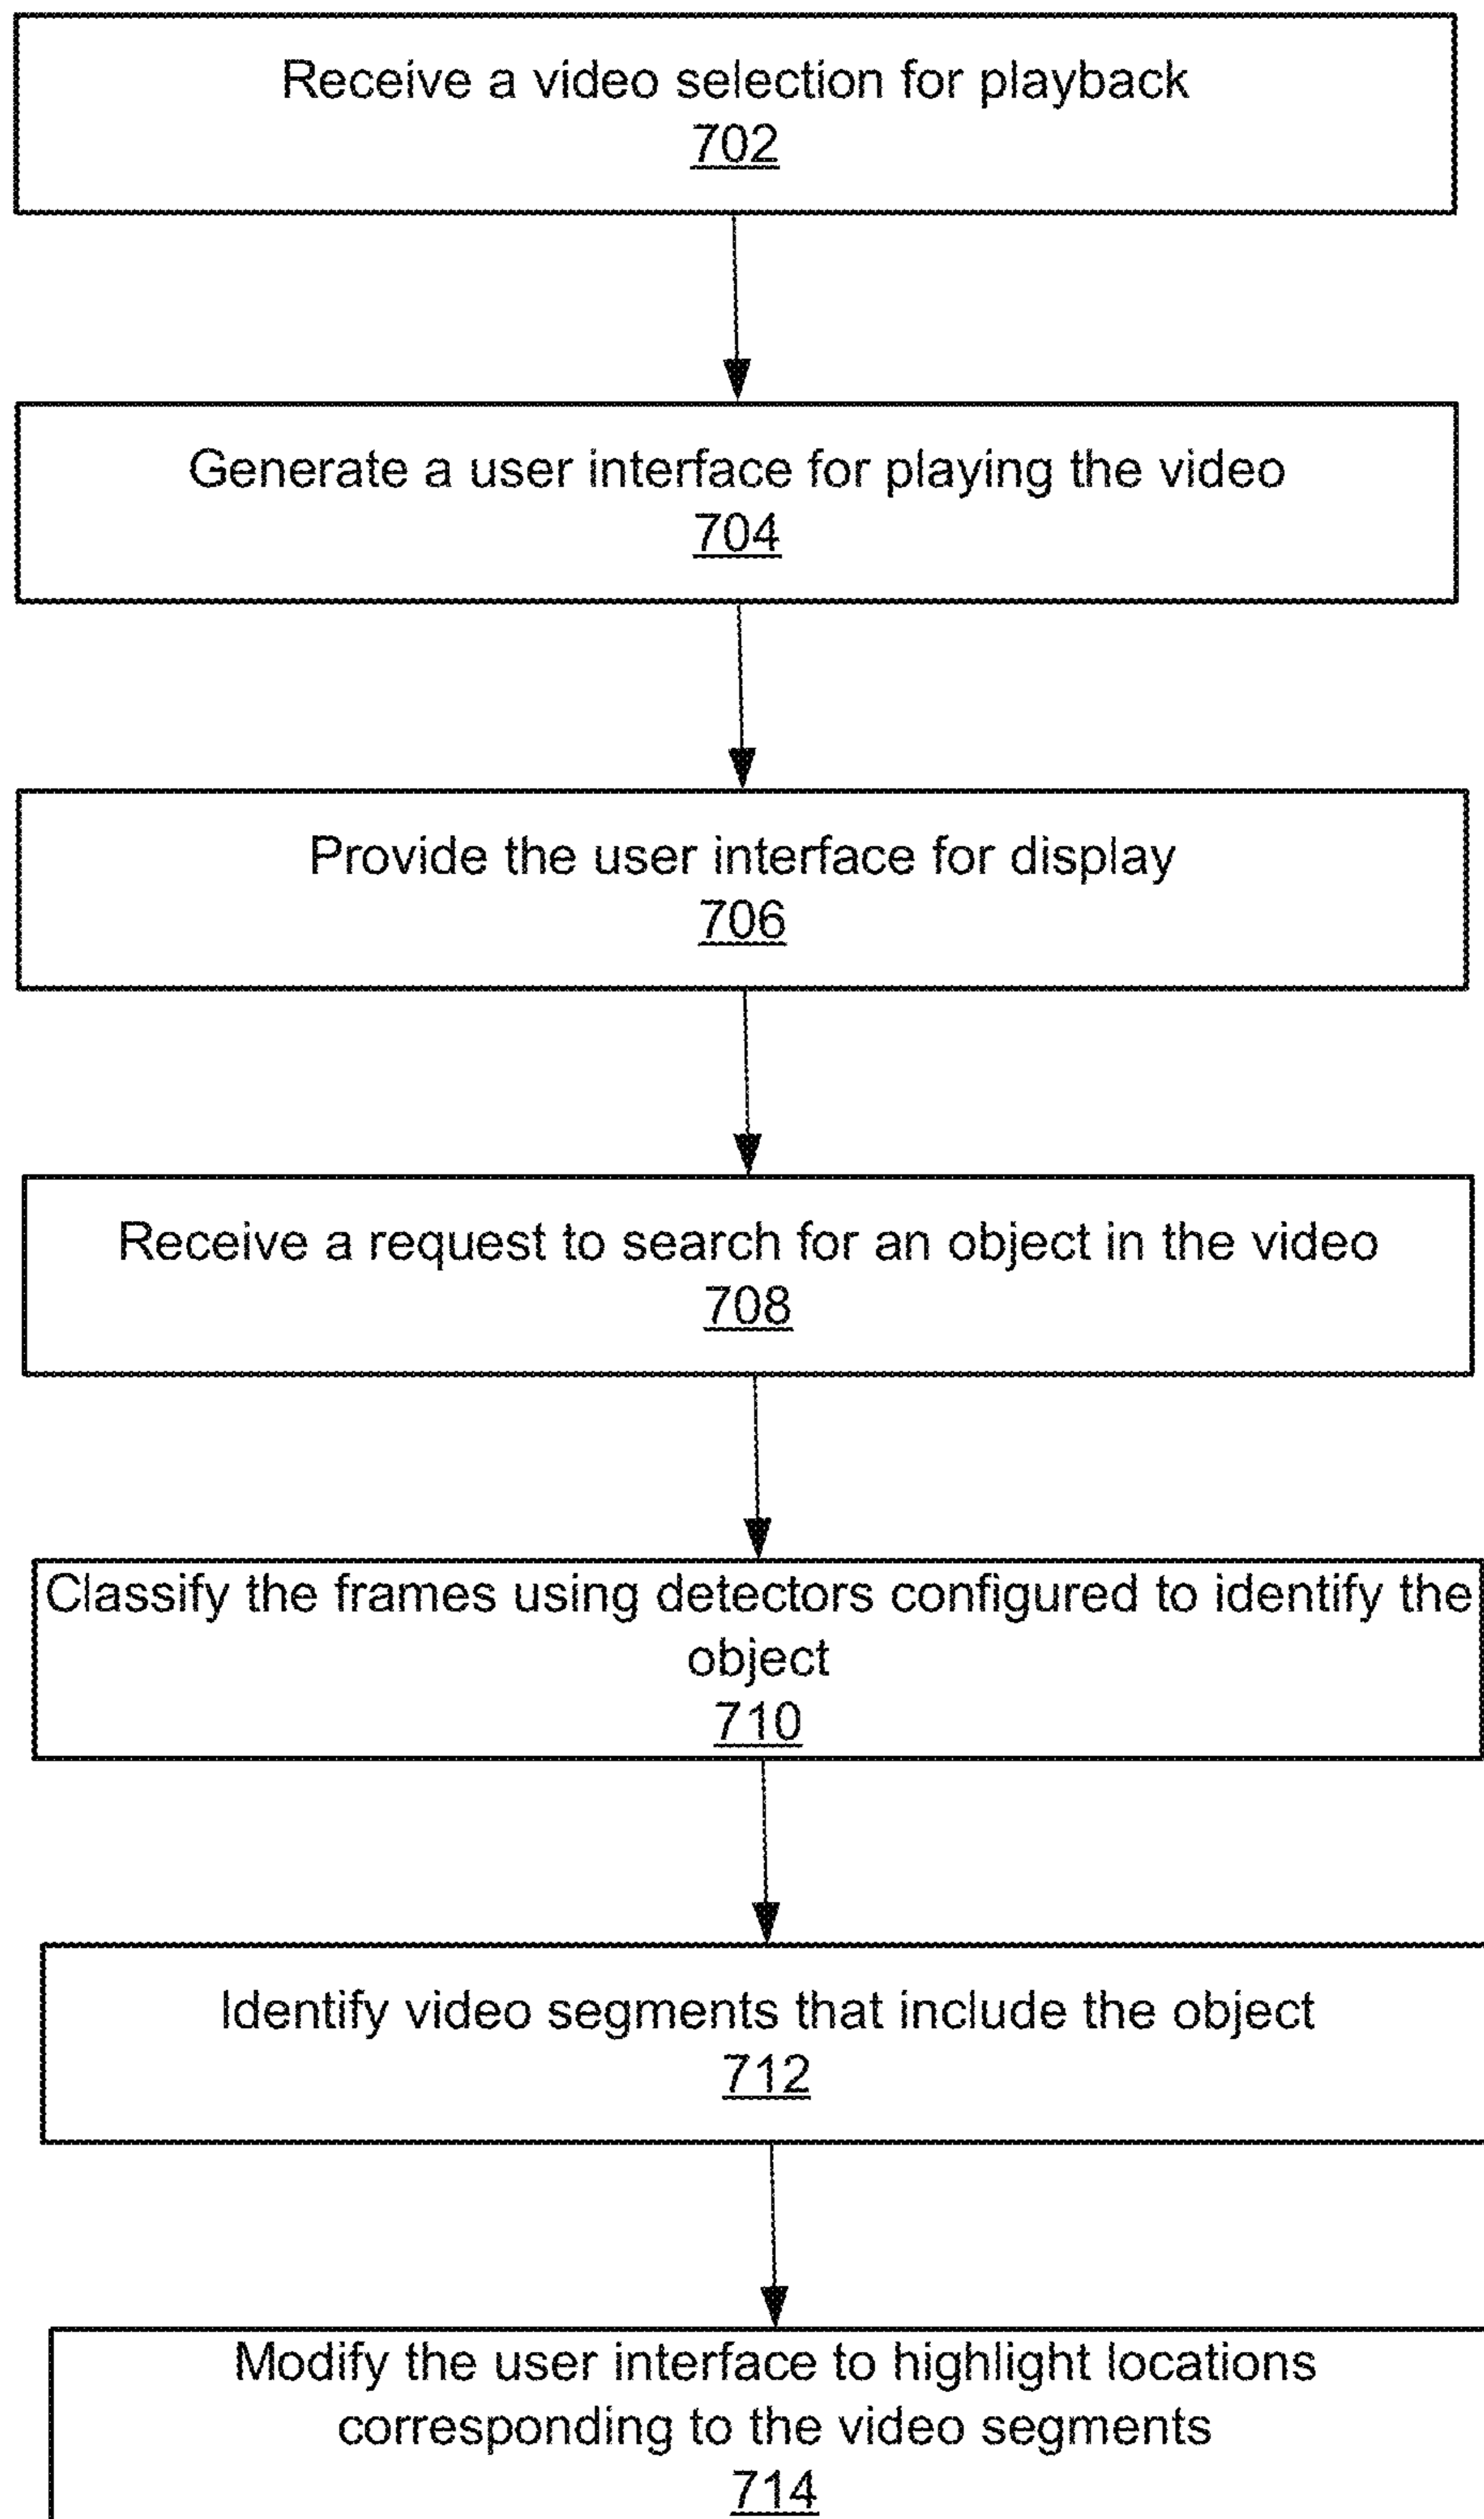 Receive a video selection for playback
702
Generate a user interface for playing the video
704
Provide the user interface for display
706
Receive a request to search for an object in the video
708
Classify the frames using detectors configured to identify the
object
710
Identify video segments that include the object
712
Modify the user interface to highlight locations
corresponding to the video segments
714